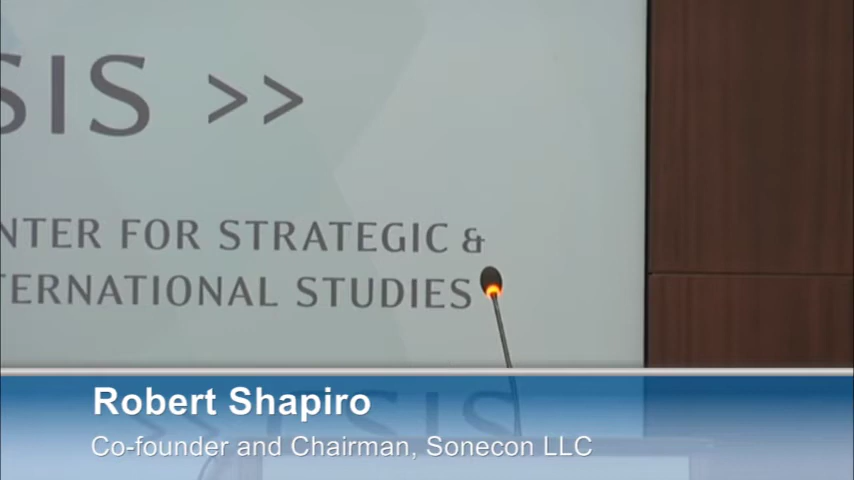 SIS >>
NTER FOR STRATEGIC &
ERNATIONAL STUDIES
Robert Shapiro
Co-founder and Chairman, Sonecon LLC